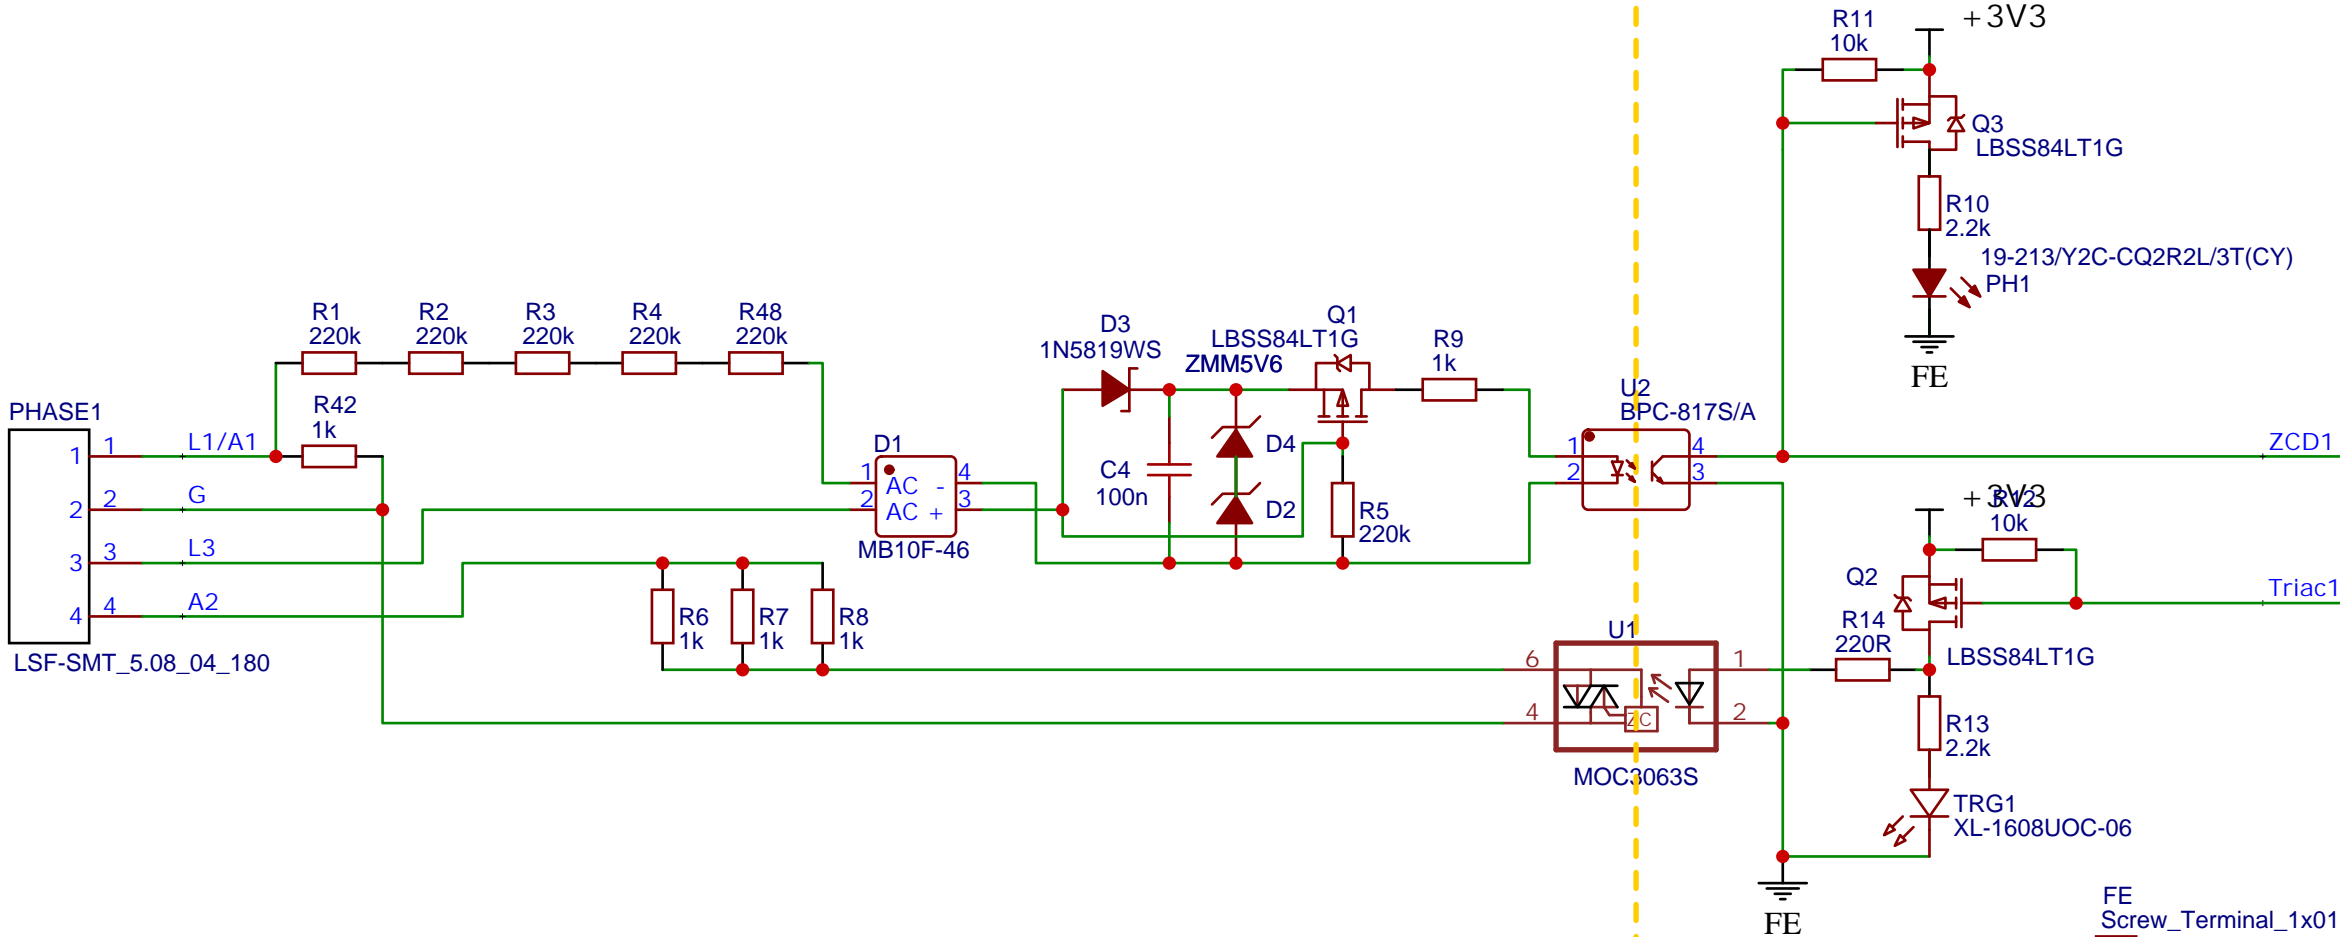 R11
10k
+3V3
Q3
LBSS84LT1G
R10
2.2k
19-213/Y2C-CQ2R2L/3T(CY)
PH1
FE
R1
220k
R2
220k
R3
220k
R4
220k
R48
220k
D3
1N5819WS
Q1
LBSS84LT1G
ZMM5V6
R9
1k
U2
BPC-817S/A
PHASE1
R42
1k
1
1
L1/A1
2
2
G
3
3
L3
4
4
A2
LSF-SMT_5.08_04_180
D1
1
AC -
4
2
AC +
3
MB10F-46
C4
100n
D4
D2
R5
220k
1
2
4
3
ZCD1
+3V3
R12
10k
Q2
Triac1
R14
220R
LBSS84LT1G
R6
1k
R7
1k
R8
1k
U1
6
4
1
2
ZC
MOC3063S
R13
2.2k
TRG1
XL-1608UOC-06
FE
FE
Screw_Terminal_1x01